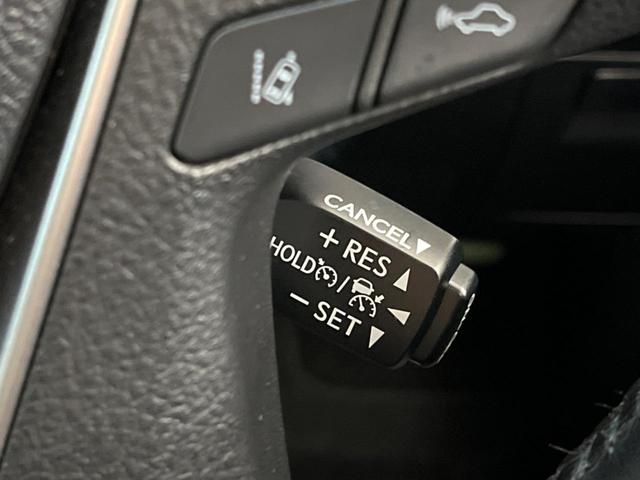 CANCEL▼
+ RES ▲
HOLD /
− SET ▼